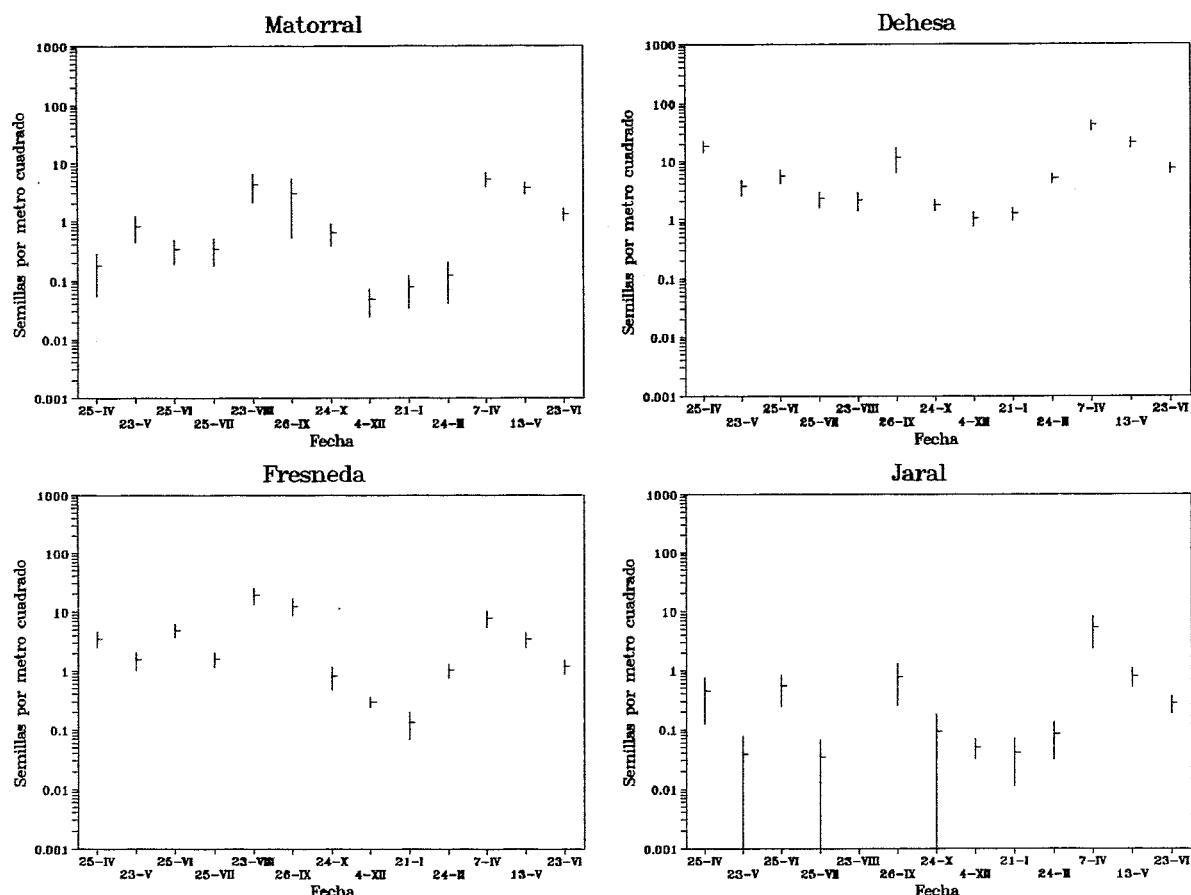 Matorral
Semillas por metro cuadrado
1000
100
10
1
0.1
0.01
0.001
25-IV 25-VI 23-VIII 24-X 21-I 7-IV 23-VI
23-V 25-VII 26-IX 4-XII 24-III 13-V
Fecha
Dehesa
Semillas por metro cuadrado
1000
100
10
1
0.1
0.01
0.001
25-IV 25-VI 23-VIII 24-X 21-I 7-IV 23-VI
23-V 25-VII 26-IX 4-XII 24-III 13-V
Fecha
Fresneda
Semillas por metro cuadrado
1000
100
10
1
0.1
0.01
0.001
25-IV 25-VI 23-VIII 24-X 21-I 7-IV 23-VI
23-V 25-VII 26-IX 4-XII 24-III 13-V
Fecha
Jaral
Semillas por metro cuadrado
1000
100
10
1
0.1
0.01
0.001
25-IV 25-VI 23-VIII 24-X 21-I 7-IV 23-VI
23-V 25-VII 26-IX 4-XII 24-III 13-V
Fecha